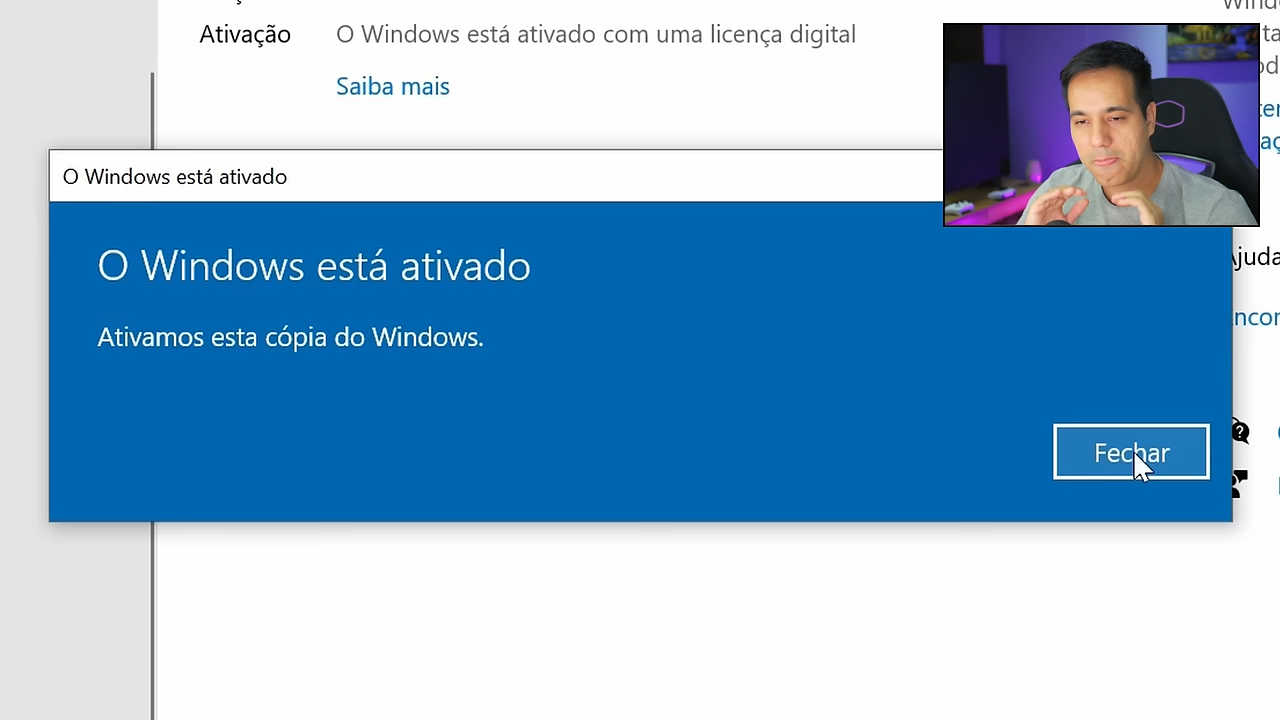 Ativação
O Windows está ativado com uma licença digital
Saiba mais
O Windows está ativado
O Windows está ativado
Ativamos esta cópia do Windows.
Fechar